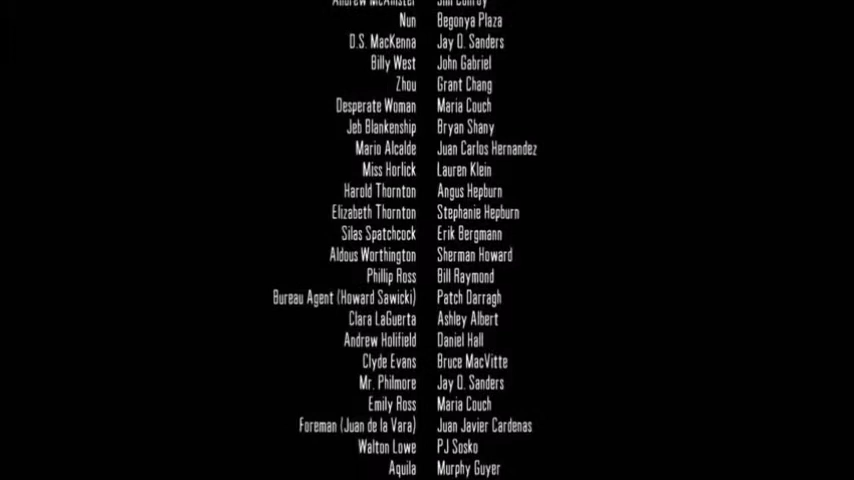 Andrew McAllister Jim Conroy
Nun Begonya Plaza
D.S. MacKenna Jay O. Sanders
Billy West John Gabriel
Zhou Grant Chang
Desperate Woman Maria Couch
Jeb Blankenship Bryan Shany
Mario Alcalde Juan Carlos Hernandez
Miss Horlick Lauren Klein
Harold Thornton Angus Hepburn
Elizabeth Thornton Stephanie Hepburn
Silas Spatchcock Erik Bergmann
Aldous Worthington Sherman Howard
Phillip Ross Bill Raymond
Bureau Agent (Howard Sawicki) Patch Darragh
Clara LaGuerta Ashley Albert
Andrew Holifield Daniel Hall
Clyde Evans Bruce MacVitte
Mr. Philmore Jay O. Sanders
Emily Ross Maria Couch
Foreman (Juan de la Vara) Juan Javier Cardenas
Walton Lowe PJ Sosko
Aquila Murphy Guyer